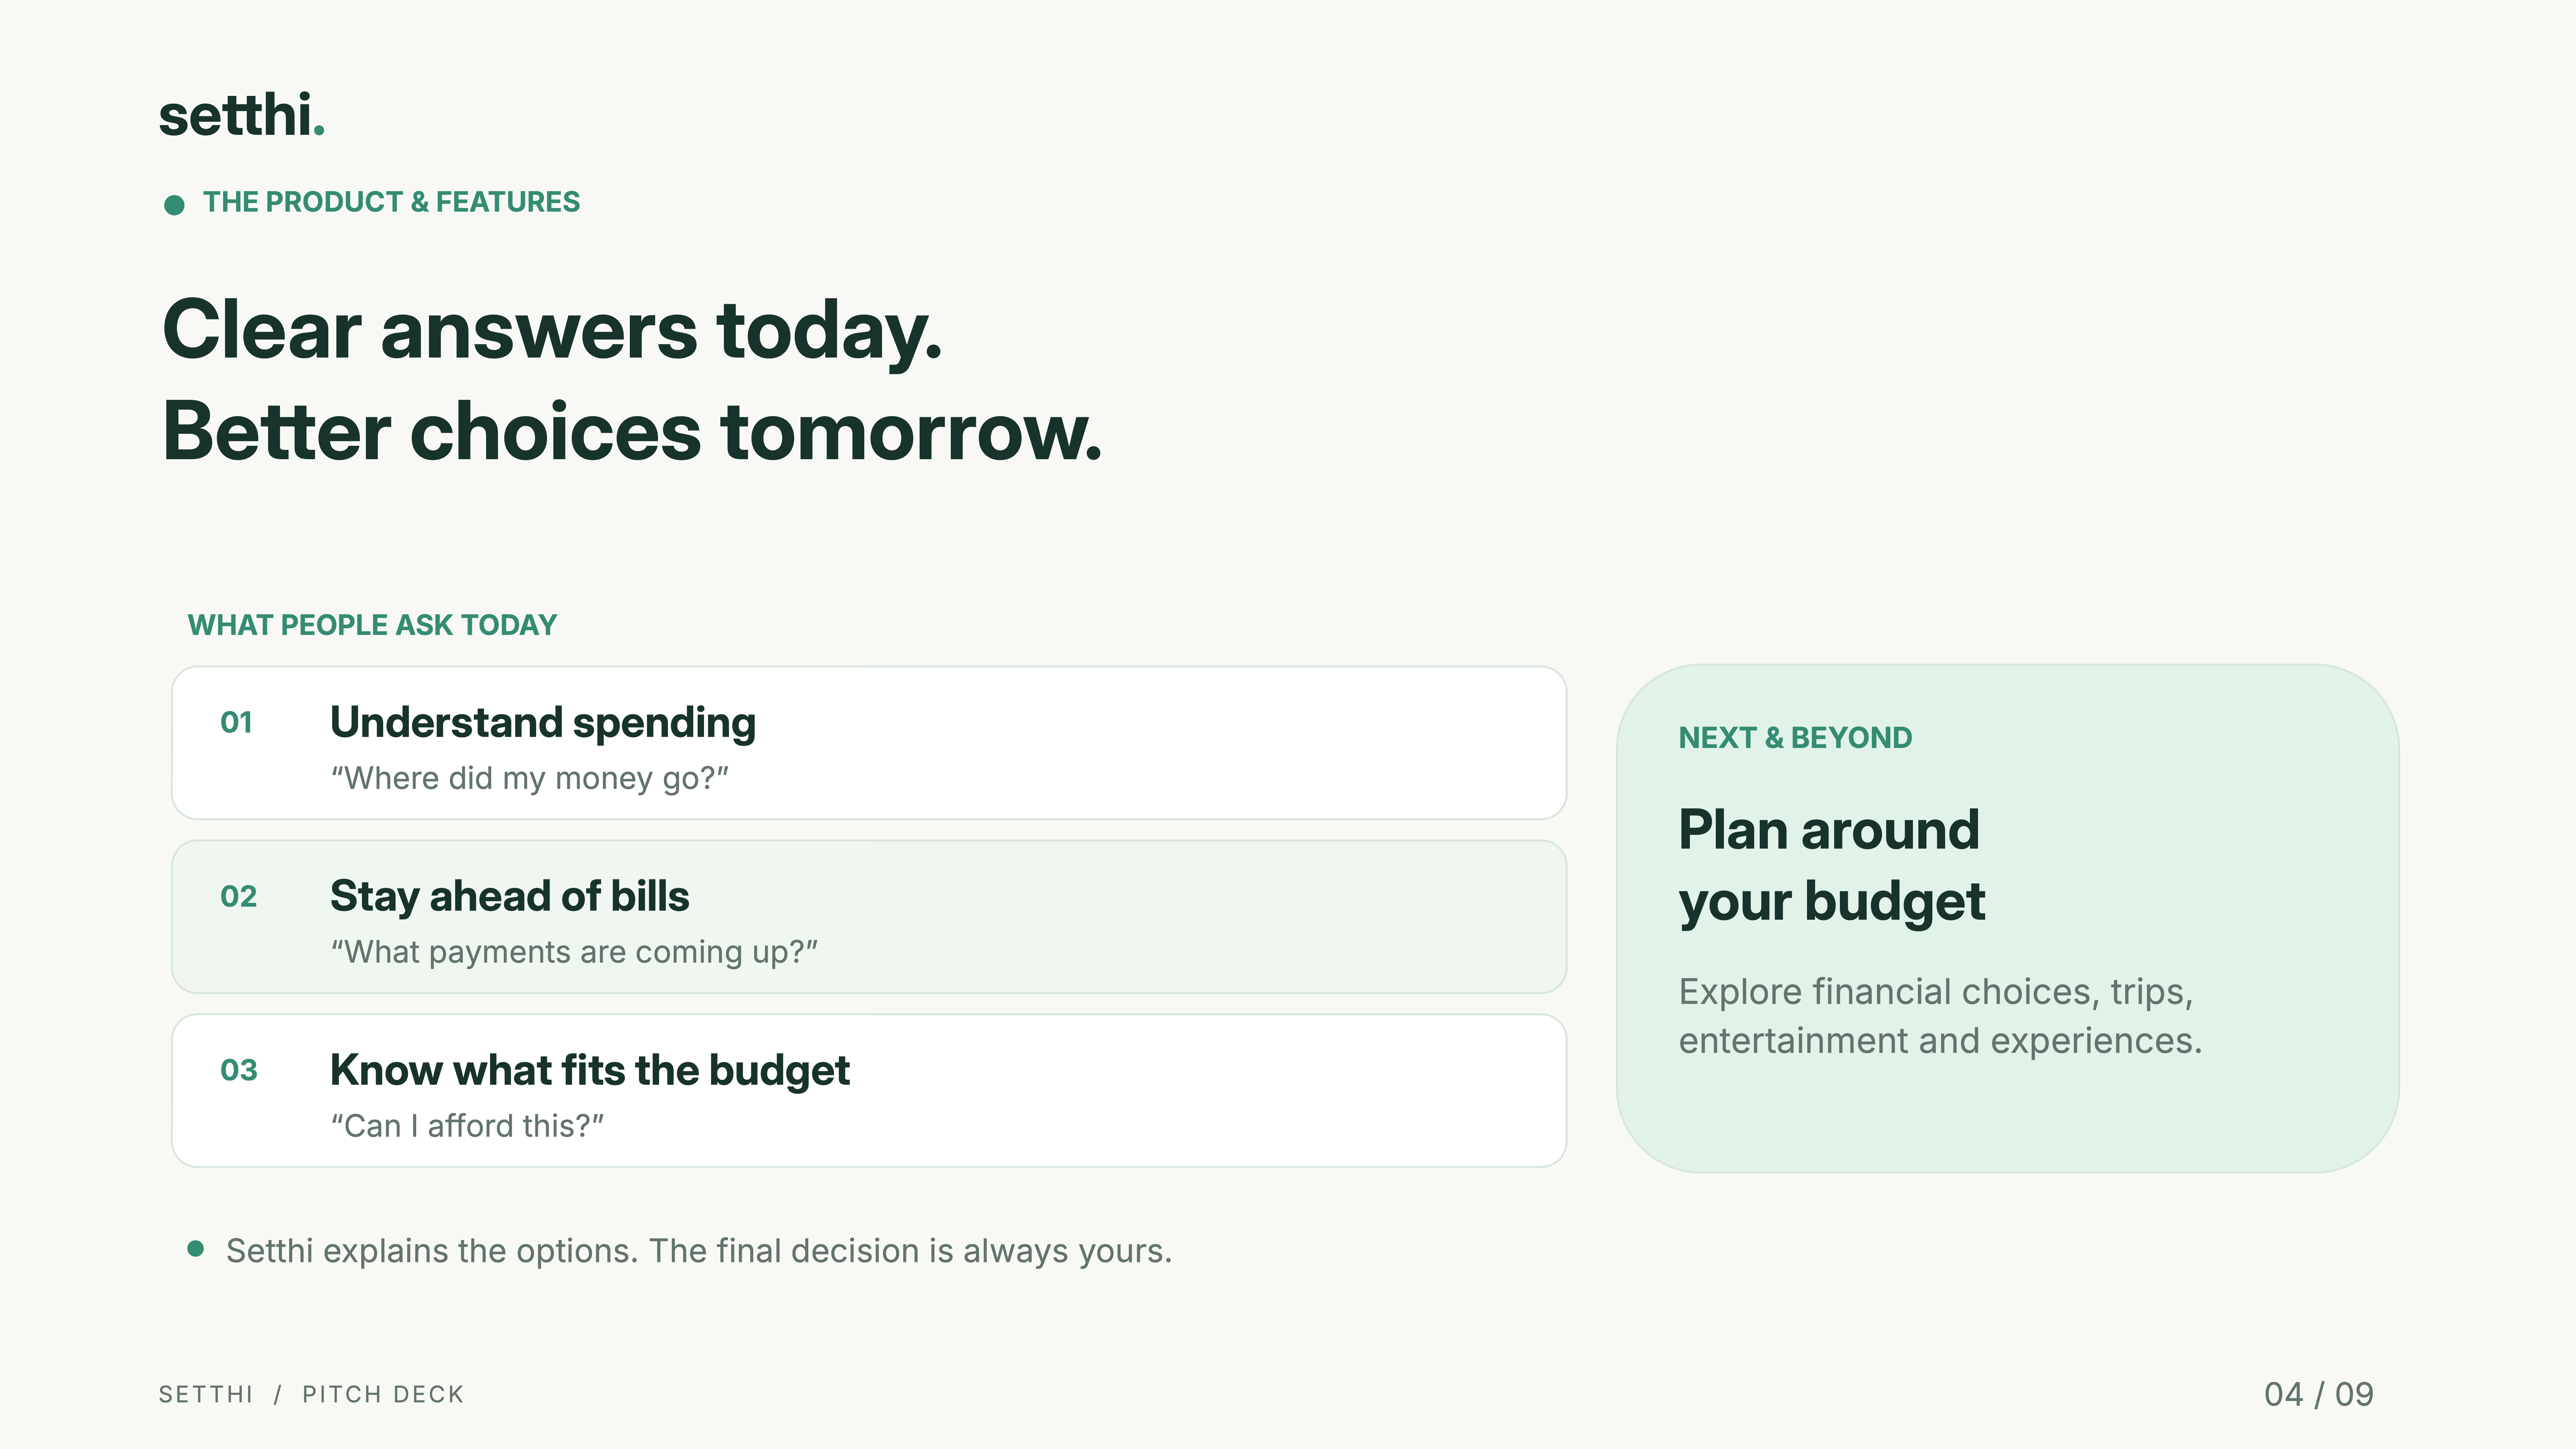 setthi.
THE PRODUCT & FEATURES
Clear answers today.
Better choices tomorrow.
WHAT PEOPLE ASK TODAY
01
Understand spending
“Where did my money go?”
02
Stay ahead of bills
“What payments are coming up?”
03
Know what fits the budget
“Can I afford this?”
NEXT & BEYOND
Plan around
your budget
Explore financial choices, trips,
entertainment and experiences.
Setthi explains the options. The final decision is always yours.
SETTHI / PITCH DECK
04 / 09